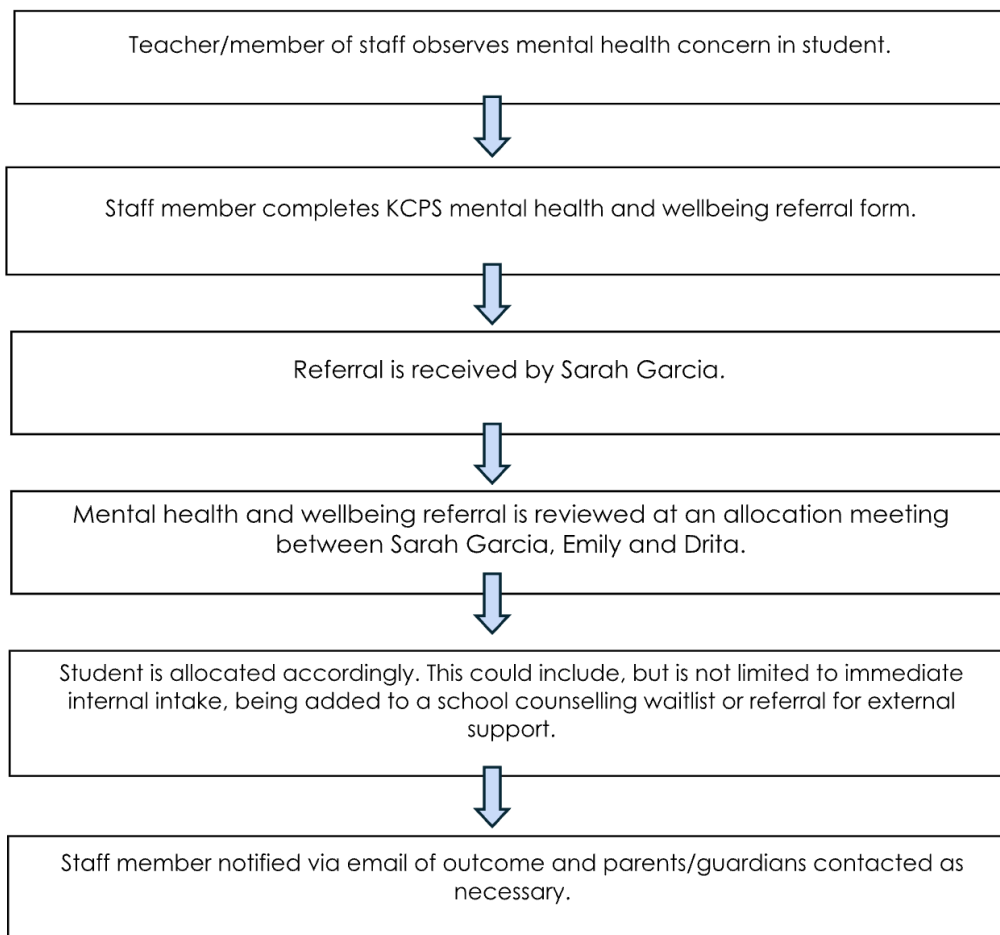 Teacher/member of staff observes mental health concern in student.
Staff member completes KCPS mental health and wellbeing referral form.
Referral is received by Sarah Garcia.
Mental health and wellbeing referral is reviewed at an allocation meeting
between Sarah Garcia, Emily and Drita.
Student is allocated accordingly. This could include, but is not limited to immediate
internal intake, being added to a school counselling waitlist or referral for external
support.
Staff member notified via email of outcome and parents/guardians contacted as
necessary.